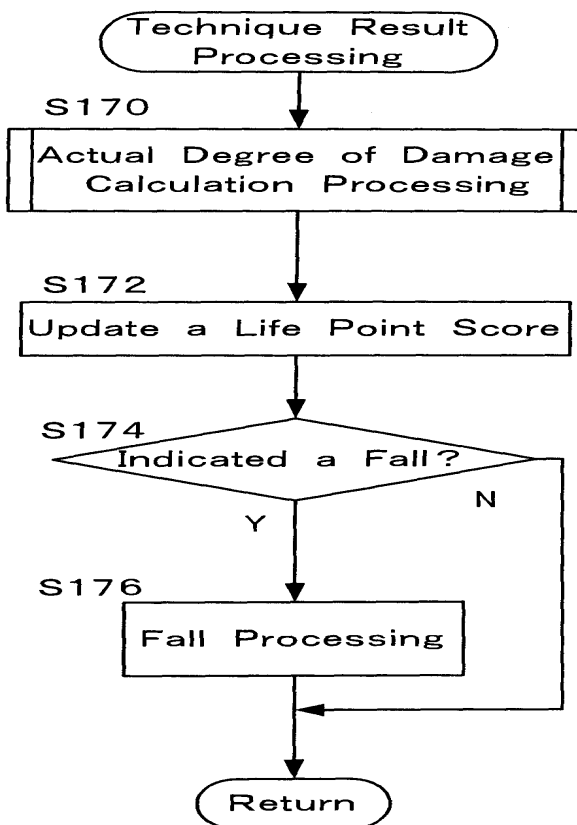 Technique Result
Processing
S170
Actual Degree of Damage
Calculation Processing
S172
Update a Life Point Score
S174
Indicated a Fall?
N
Y
S176
Fall Processing
Return